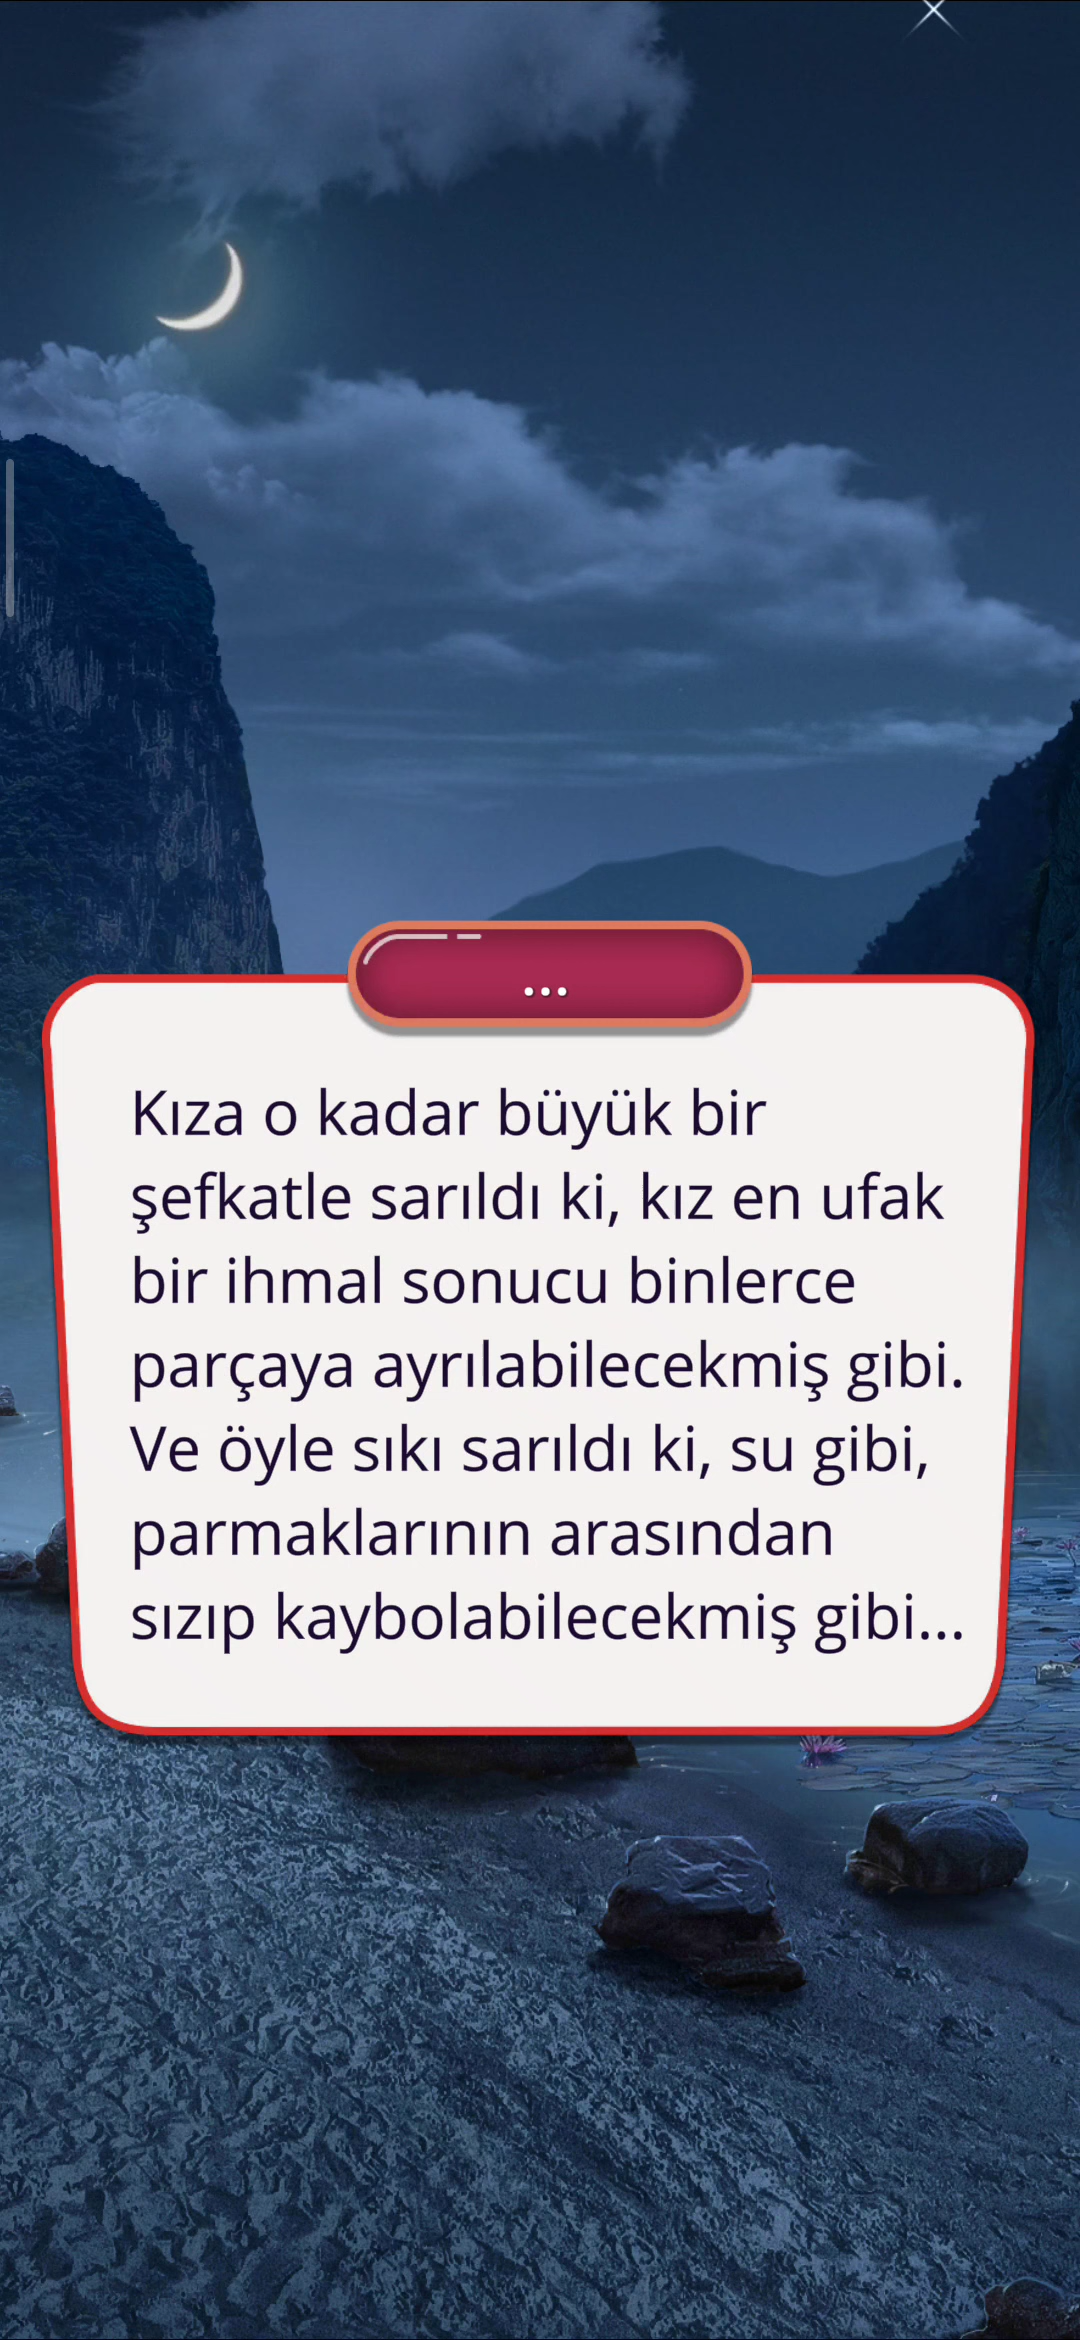 ...
Kıza o kadar büyük bir
şefkatle sarıldı ki, kız en ufak
bir ihmal sonucu binlerce
parçaya ayrılabilecekmiş gibi.
Ve öyle sıkı sarıldı ki, su gibi,
parmaklarının arasından
sızıp kaybolabilecekmiş gibi...